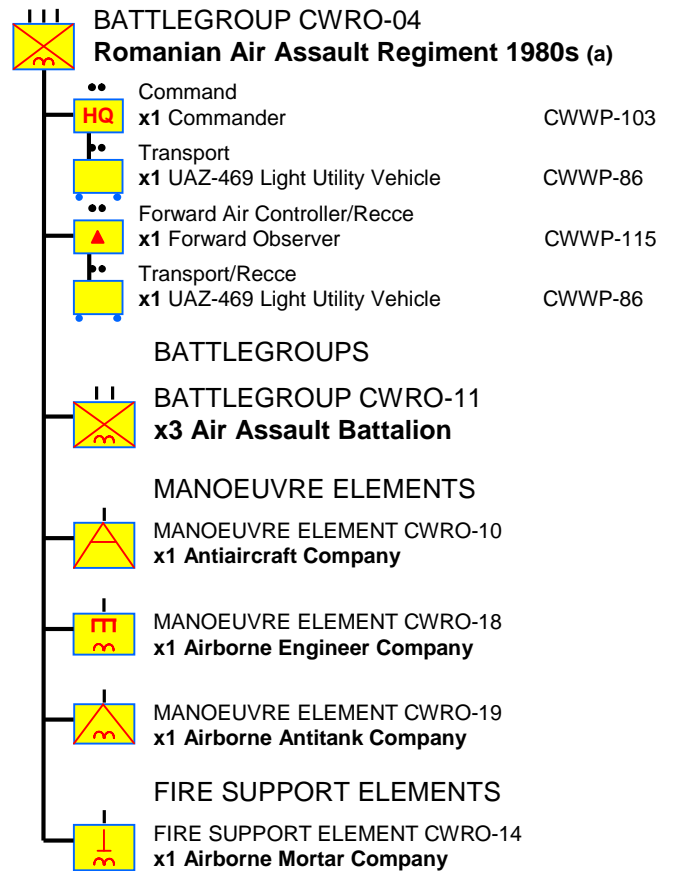 BATTLEGROUP CWRO-04
Romanian Air Assault Regiment 1980s (a)
Command
HQ x1 Commander CWWP-103
Transport
x1 UAZ-469 Light Utility Vehicle CWWP-86
Forward Air Controller/Recce
x1 Forward Observer CWWP-115
Transport/Recce
x1 UAZ-469 Light Utility Vehicle CWWP-86
BATTLEGROUPS
BATTLEGROUP CWRO-11
x3 Air Assault Battalion
MANOEUVRE ELEMENTS
MANOEUVRE ELEMENT CWRO-10
x1 Antiaircraft Company
MANOEUVRE ELEMENT CWRO-18
x1 Airborne Engineer Company
MANOEUVRE ELEMENT CWRO-19
x1 Airborne Antitank Company
FIRE SUPPORT ELEMENTS
FIRE SUPPORT ELEMENT CWRO-14
x1 Airborne Mortar Company